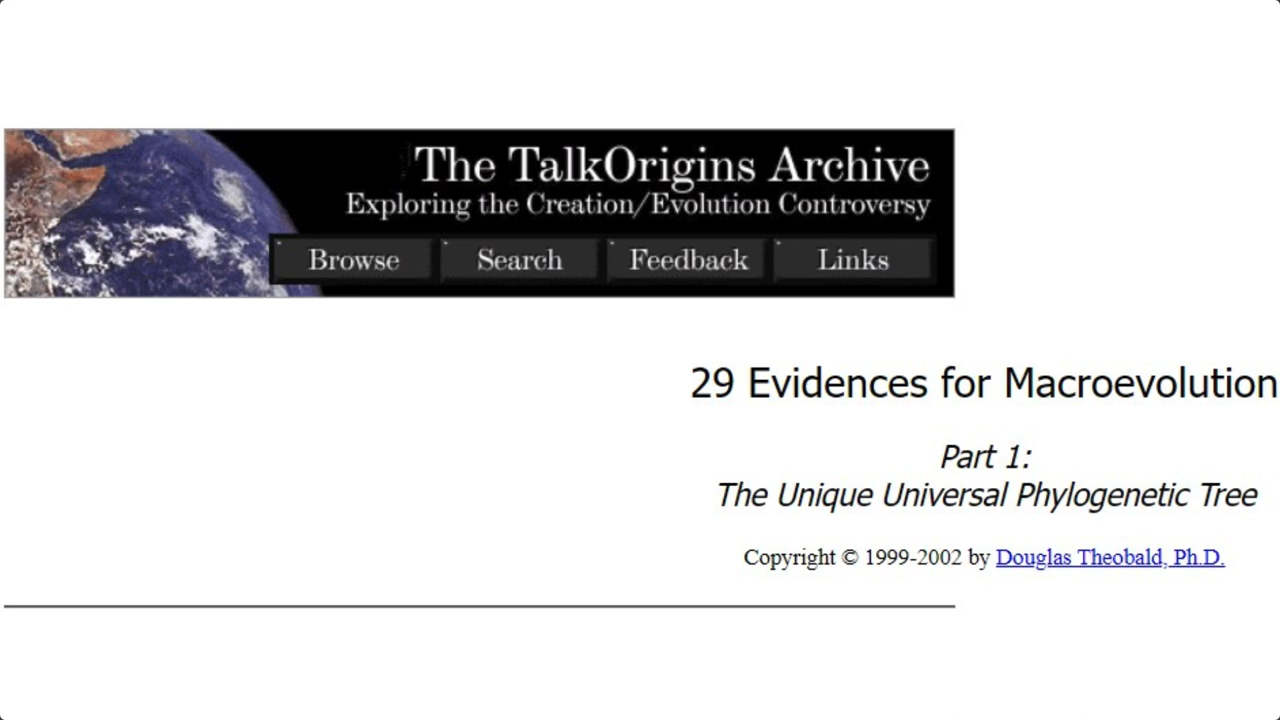 The TalkOrigins Archive
Exploring the Creation/Evolution Controversy
Browse Search Feedback Links
29 Evidences for Macroevolution
Part 1:
The Unique Universal Phylogenetic Tree
Copyright © 1999-2002 by Douglas Theobald, Ph.D.